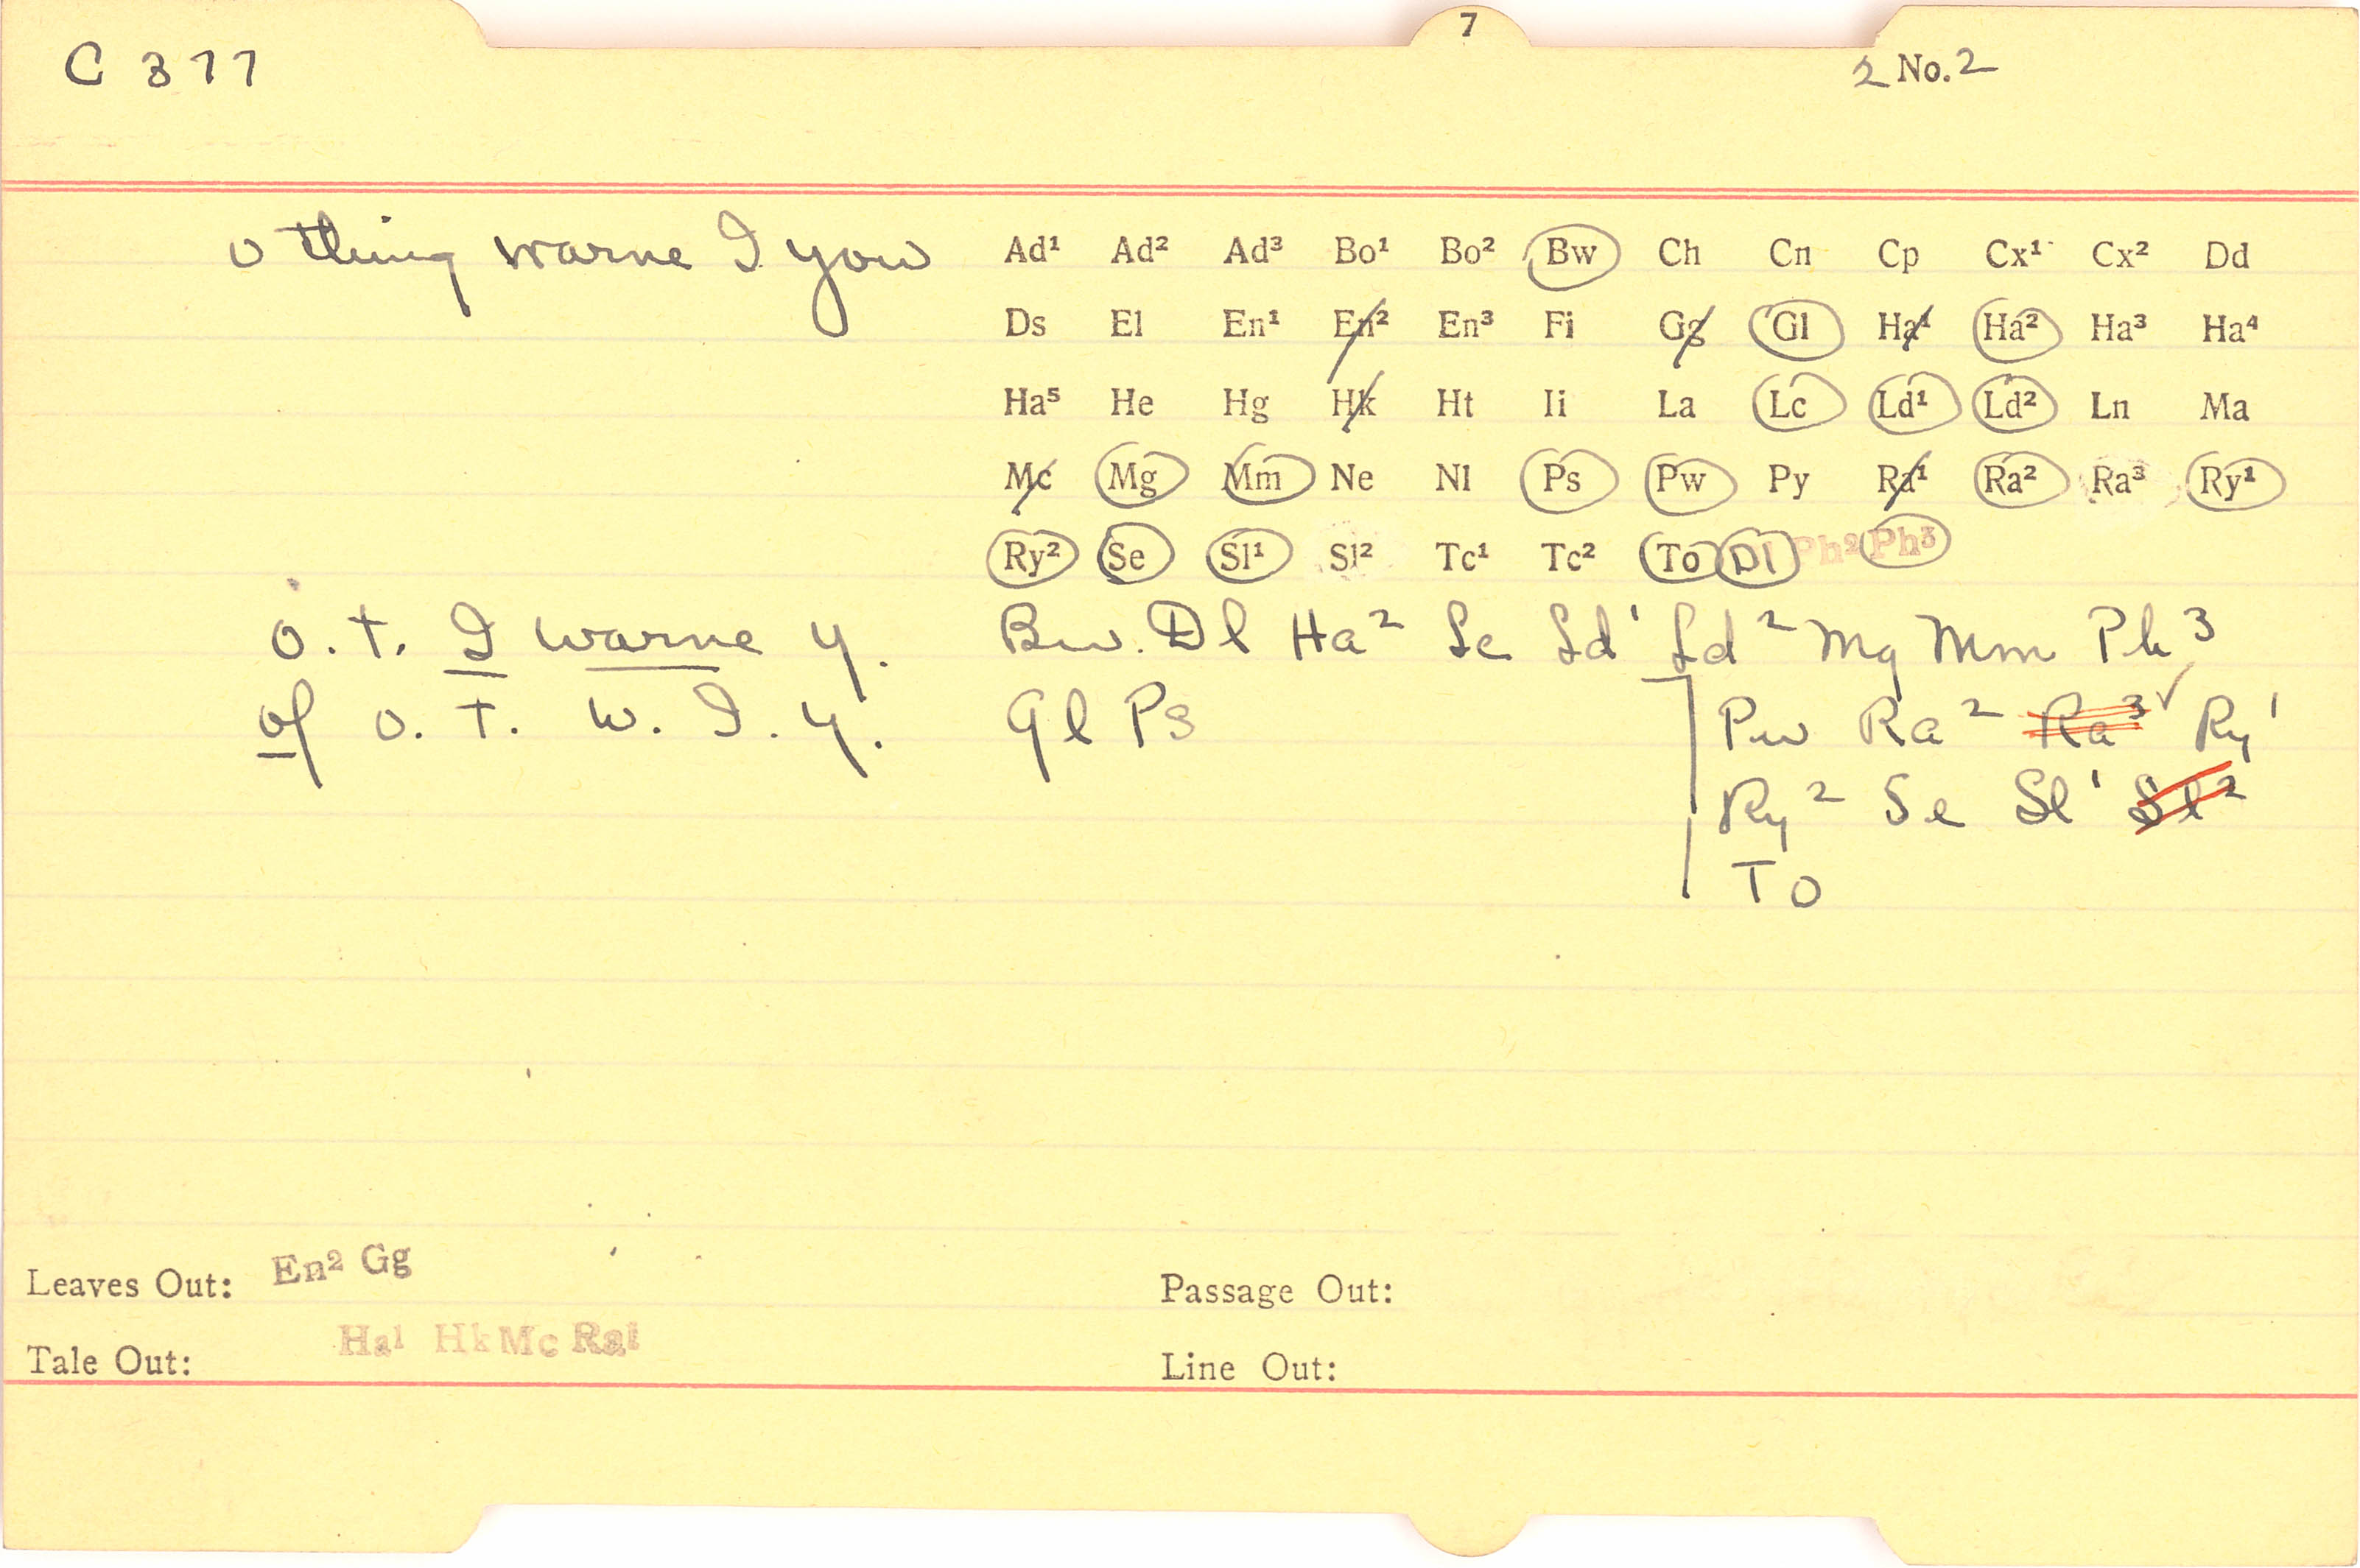 7
C 377
2 No. 2
o thing warne I yow
Ad¹ Ad² Ad³ Bo¹ Bo² Bw Ch Cn Cp Cx¹ Cx² Dd
Ds El En¹ En² En³ Fi Gg Gl Ha¹ Ha² Ha³ Ha⁴
Ha⁵ He Hg Hk Ht Ii La Lc Ld¹ Ld² Ln Ma
Mc Mg Mm Ne Nl Ps Pw Py Ra¹ Ra² Ra³ Ry¹
Ry² Se Sl¹ Sl² Tc¹ Tc² To Dl Ph² Ph³
o. t. I warne y. Bw. Dl Ha² Lc Ld¹ Ld² Mg Mm Ph³
of o. t. w. I. y. Gl Ps
Pw Ra² Ra³ Ry¹
Ry² Se Sl¹ Sl²
To
Leaves Out: En² Gg
Passage Out:
Tale Out: Ha¹ Hk Mc Ra¹
Line Out: